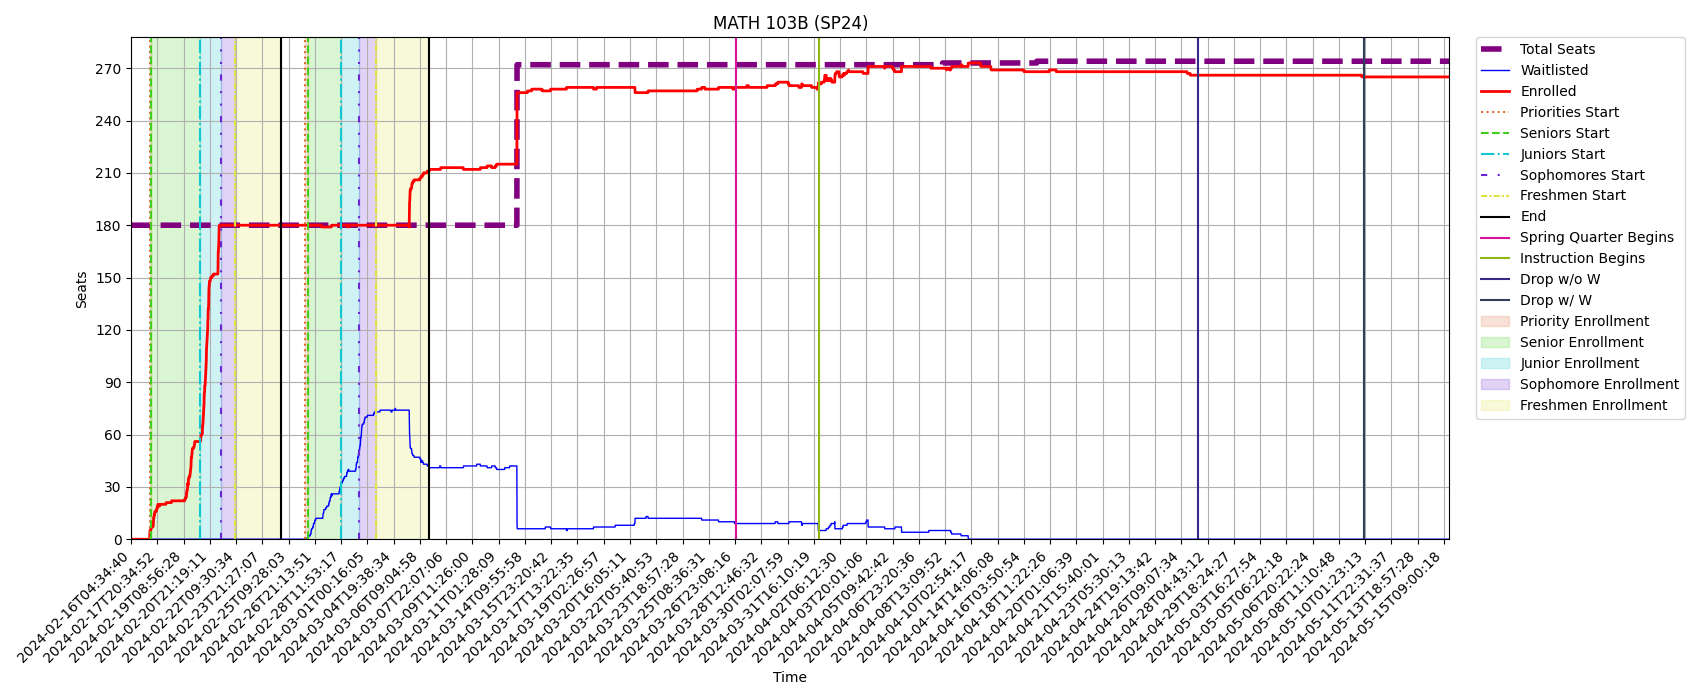 MATH 103B (SP24)
Seats
270
240
210
180
150
120
90
60
30
0
2024-02-16T04:34:40
2024-02-17T20:34:52
2024-02-19T08:56:28
2024-02-20T21:19:11
2024-02-22T09:30:34
2024-02-23T21:27:07
2024-02-25T09:28:03
2024-02-26T21:13:51
2024-02-28T11:53:17
2024-03-01T00:16:05
2024-03-04T19:38:34
2024-03-06T09:04:58
2024-03-07T22:07:06
2024-03-11T01:26:00
2024-03-11T01:28:05
2024-03-14T09:55:58
2024-03-15T23:20:42
2024-03-17T13:22:35
2024-03-19T02:26:57
2024-03-20T16:05:11
2024-03-22T05:40:53
2024-03-23T18:57:28
2024-03-25T08:36:31
2024-03-26T23:08:16
2024-03-28T12:46:32
2024-03-30T02:07:59
2024-03-31T16:10:19
2024-04-02T06:12:30
2024-04-03T20:01:06
2024-04-05T09:42:42
2024-04-06T23:20:36
2024-04-08T13:09:52
2024-04-10T02:54:17
2024-04-14T14:06:08
2024-04-16T03:50:54
2024-04-18T11:22:26
2024-04-20T01:06:39
2024-04-21T15:40:01
2024-04-23T05:30:13
2024-04-24T19:13:42
2024-04-26T09:07:34
2024-04-28T04:43:12
2024-04-29T18:24:27
2024-05-03T16:27:54
2024-05-05T06:22:18
2024-05-06T20:22:24
2024-05-08T11:10:48
2024-05-10T01:23:13
2024-05-11T22:31:37
2024-05-13T18:57:28
2024-05-15T09:00:18
Time
Total Seats
Waitlisted
Enrolled
Priorities Start
Seniors Start
Juniors Start
Sophomores Start
Freshmen Start
End
Spring Quarter Begins
Instruction Begins
Drop w/o W
Drop w/ W
Priority Enrollment
Senior Enrollment
Junior Enrollment
Sophomore Enrollment
Freshmen Enrollment